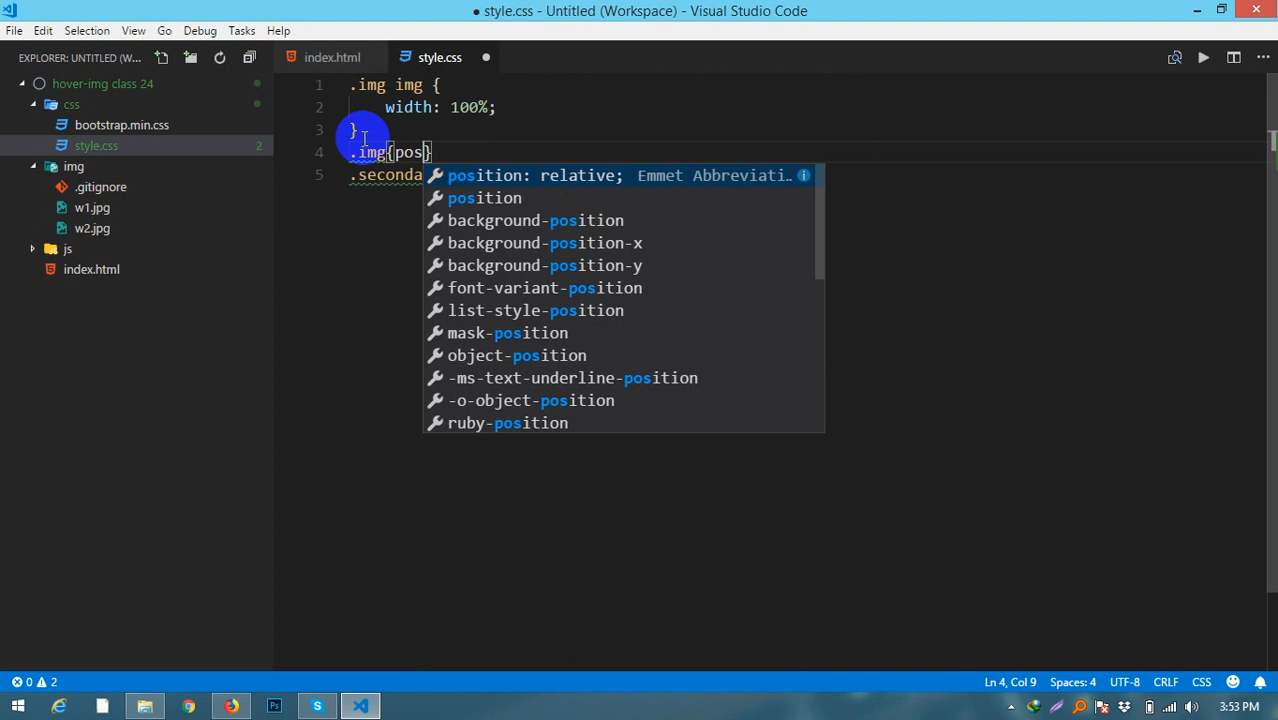 ● style.css - Untitled (Workspace) - Visual Studio Code
File Edit Selection View Go Debug Tasks Help
EXPLORER: UNTITLED (W... index.html style.css ●
hover-img class 24
css
bootstrap.min.css
style.css 2
img
.gitignore
w1.jpg
w2.jpg
js
index.html
1 .img img {
2 width: 100%;
3 }
4 .img{pos}
5 .seconda
position: relative; Emmet Abbreviati..
position
background-position
background-position-x
background-position-y
font-variant-position
list-style-position
mask-position
object-position
-ms-text-underline-position
-o-object-position
ruby-position
0 2 Ln 4, Col 9 Spaces: 4 UTF-8 CRLF CSS
3:53 PM